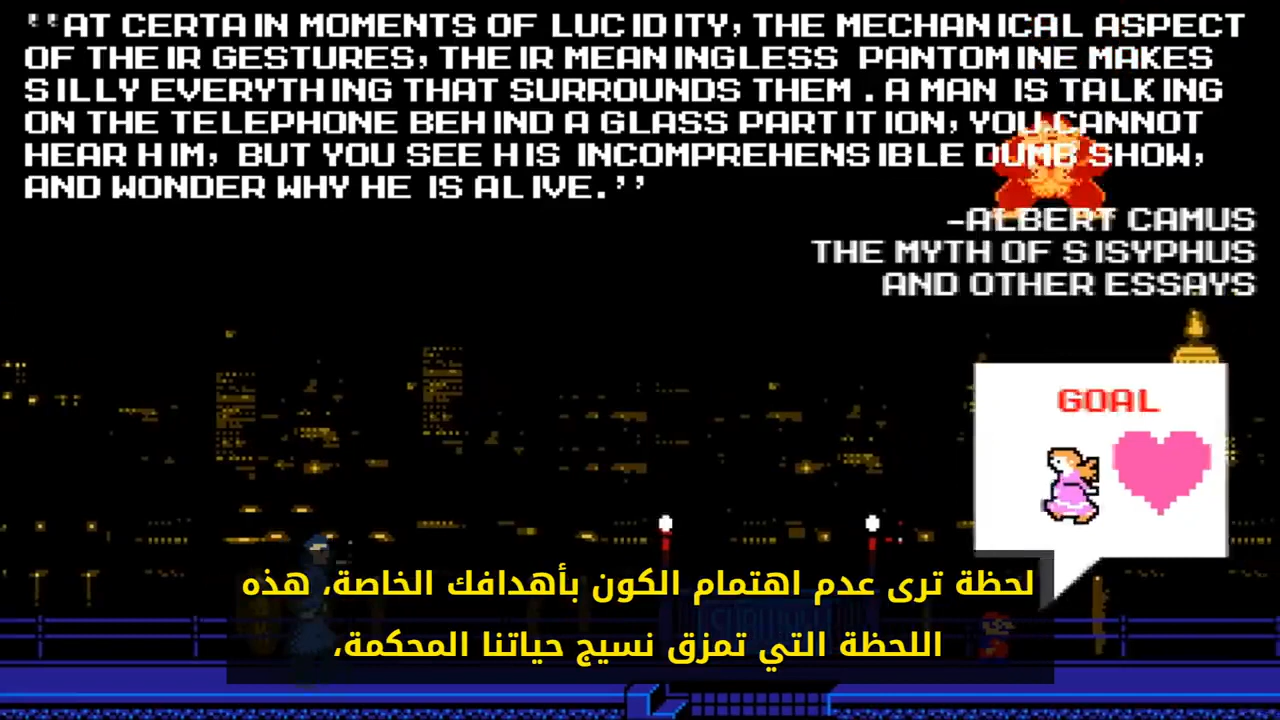 ''AT CERTAIN MOMENTS OF LUCIDITY, THE MECHANICAL ASPECT
OF THEIR GESTURES, THEIR MEANINGLESS PANTOMINE MAKES
SILLY EVERYTHING THAT SURROUNDS THEM. A MAN IS TALKING
ON THE TELEPHONE BEHIND A GLASS PARTITION, YOU CANNOT
HEAR HIM, BUT YOU SEE HIS INCOMPREHENSIBLE DUMB SHOW,
AND WONDER WHY HE IS ALIVE.''
-ALBERT CAMUS
THE MYTH OF SISYPHUS
AND OTHER ESSAYS
GOAL
لحظة ترى عدم اهتمام الكون بأهدافك الخاصة، هذه
اللحظة التي تمزق نسيج حياتنا المحكمة،